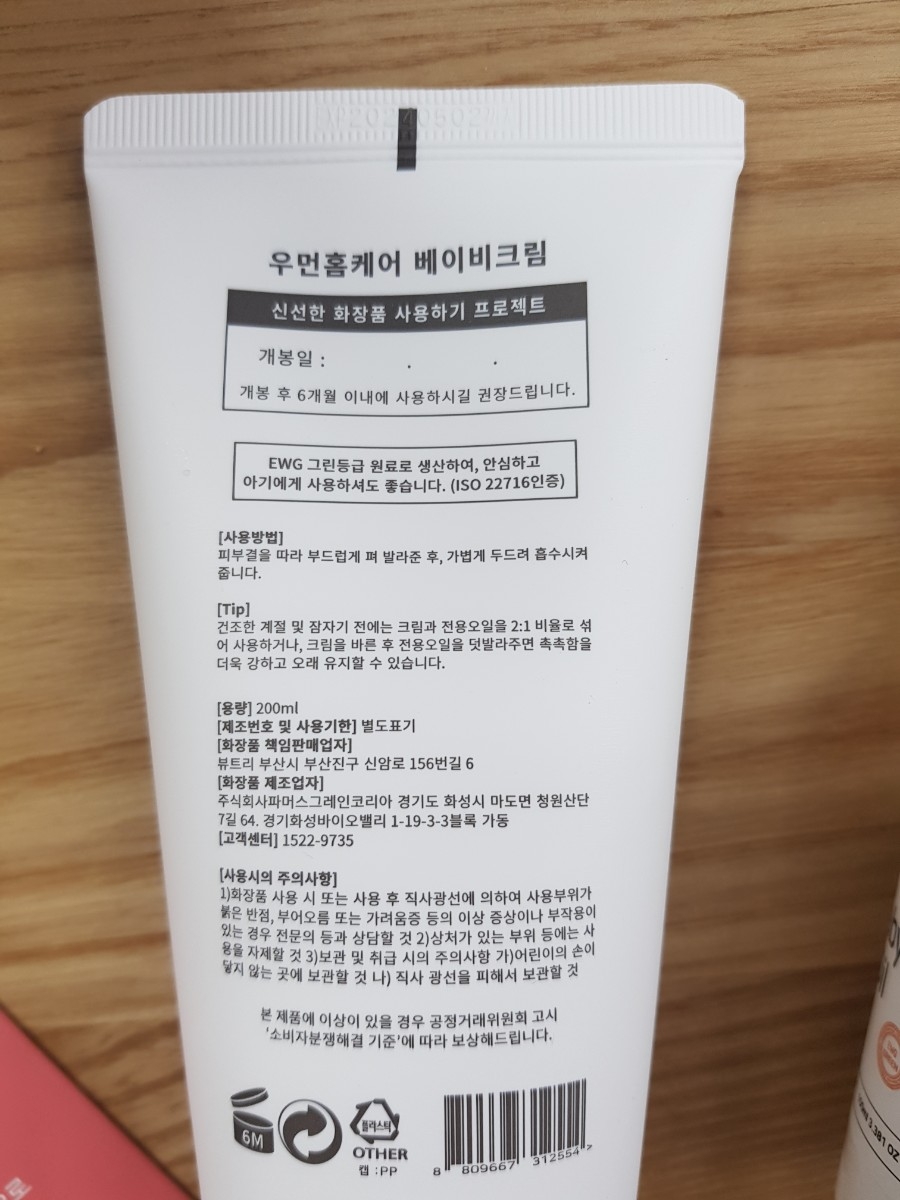 20240502
우먼홈케어 베이비크림
신선한 화장품 사용하기 프로젝트
개봉일 : . .
개봉 후 6개월 이내에 사용하시길 권장드립니다.
EWG 그린등급 원료로 생산하여, 안심하고
아기에게 사용하셔도 좋습니다. (ISO 22716인증)
[사용방법]
피부결을 따라 부드럽게 펴 발라준 후, 가볍게 두드려 흡수시켜
줍니다.
[Tip]
건조한 계절 및 잠자기 전에는 크림과 전용오일을 2:1 비율로 섞
어 사용하거나, 크림을 바른 후 전용오일을 덧발라주면 촉촉함을
더욱 강하고 오래 유지할 수 있습니다.
[용량] 200ml
[제조번호 및 사용기한] 별도표기
[화장품 책임판매업자]
뷰트리 부산시 부산진구 신암로 156번길 6
[화장품 제조업자]
주식회사파머스그레인코리아 경기도 화성시 마도면 청원산단
7길 64. 경기화성바이오밸리 1-19-3-3블록 가동
[고객센터] 1522-9735
[사용시의 주의사항]
1)화장품 사용 시 또는 사용 후 직사광선에 의하여 사용부위가
붉은 반점, 부어오름 또는 가려움증 등의 이상 증상이나 부작용이
있는 경우 전문의 등과 상담할 것 2)상처가 있는 부위 등에는 사
용을 자제할 것 3)보관 및 취급 시의 주의사항 가)어린이의 손이
닿지 않는 곳에 보관할 것 나) 직사 광선을 피해서 보관할 것
본 제품에 이상이 있을 경우 공정거래위원회 고시
'소비자분쟁해결 기준'에 따라 보상해드립니다.
6M
플라스틱
OTHER
캡 :PP
8 809667 312554 >
3.381 OZ
로